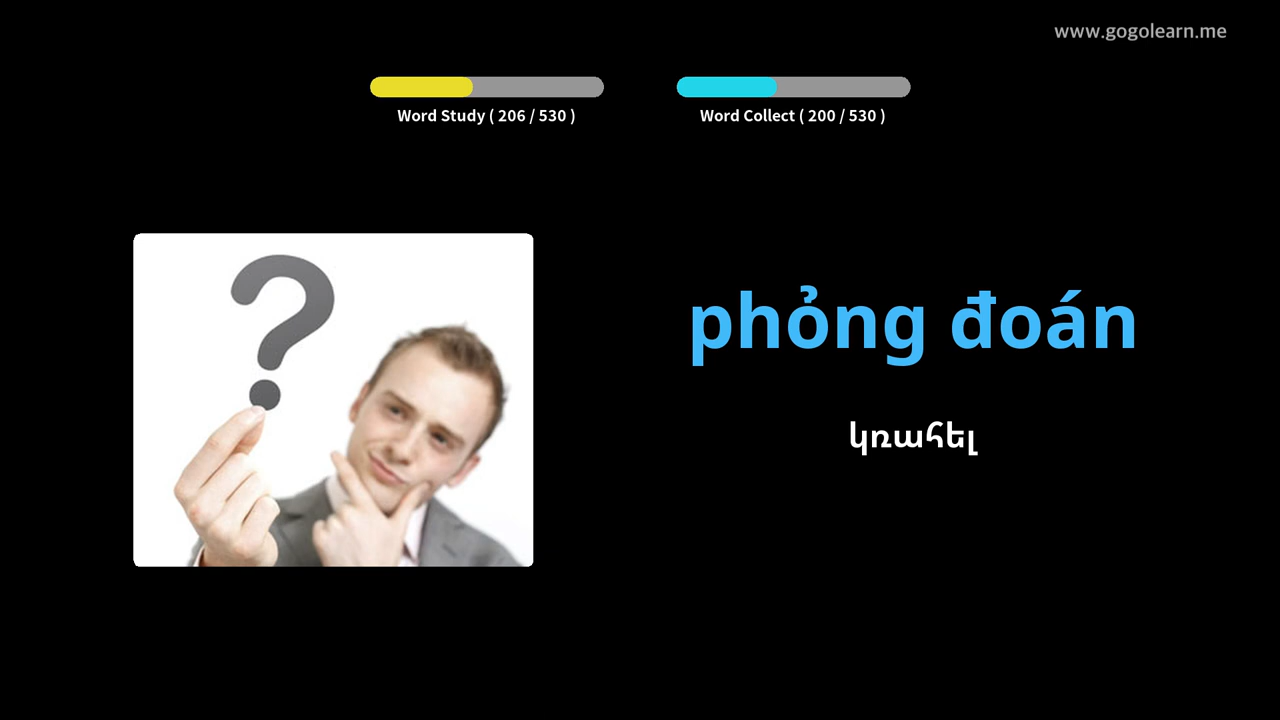 www.gogolearn.me
Word Study ( 206 / 530 )
Word Collect ( 200 / 530 )
phỏng đoán
կռահել